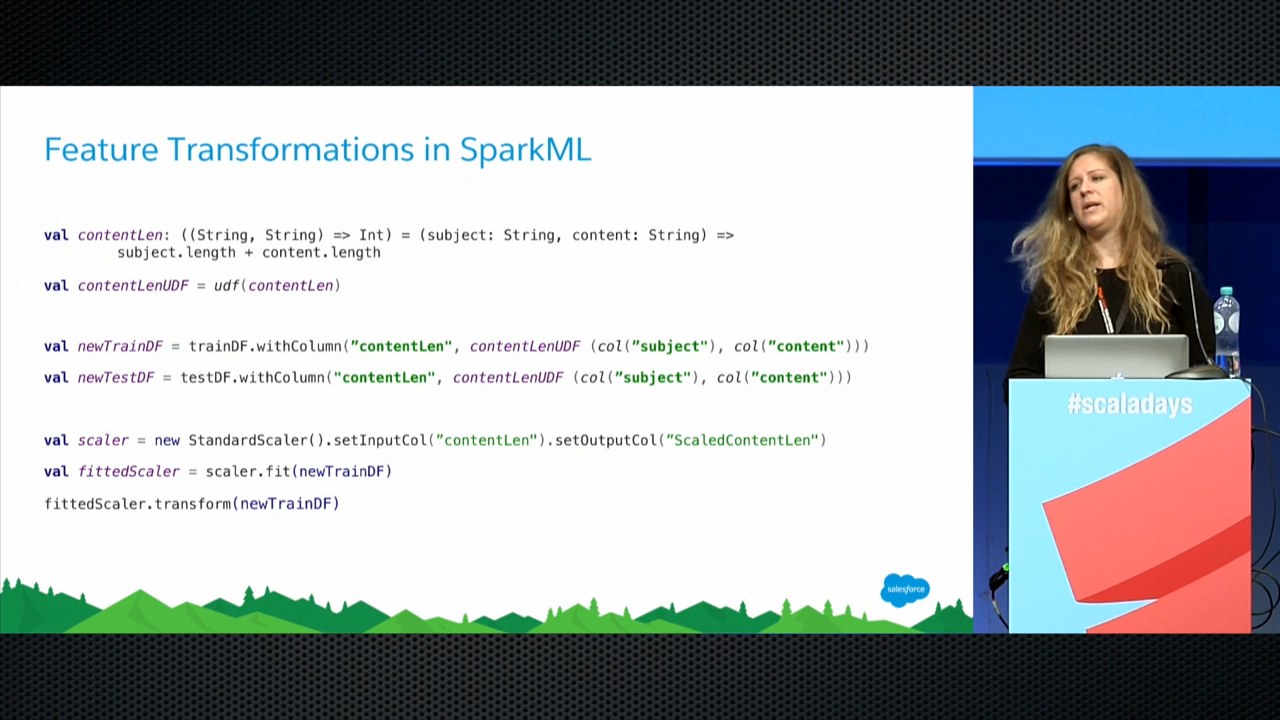 Feature Transformations in SparkML
val contentLen: ((String, String) => Int) = (subject: String, content: String) =>
subject.length + content.length
val contentLenUDF = udf(contentLen)
val newTrainDF = trainDF.withColumn(”contentLen", contentLenUDF (col(”subject"), col(”content")))
val newTestDF = testDF.withColumn("contentLen", contentLenUDF (col(”subject"), col(”content")))
val scaler = new StandardScaler().setInputCol(”contentLen").setOutputCol(”ScaledContentLen")
val fittedScaler = scaler.fit(newTrainDF)
fittedScaler.transform(newTrainDF)
salesforce
#scaladays